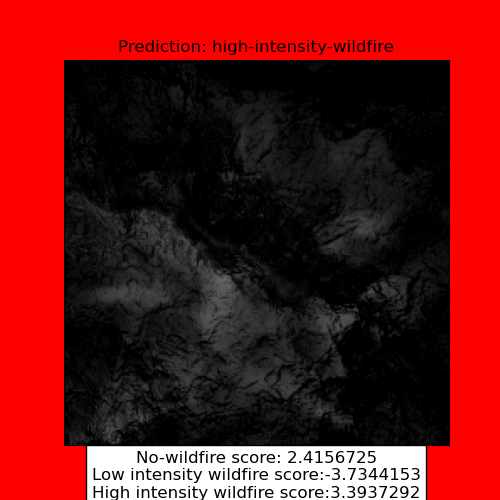 Prediction: high-intensity-wildfire
No-wildfire score: 2.4156725
Low intensity wildfire score:-3.7344153
High intensity wildfire score:3.3937292